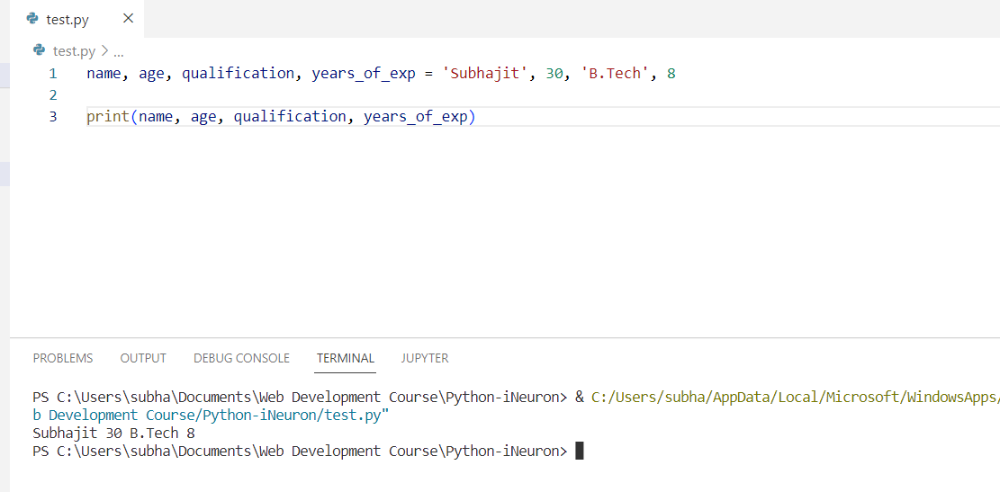 test.py
test.py > ...
1 name, age, qualification, years_of_exp = 'Subhajit', 30, 'B.Tech', 8
2
3 print(name, age, qualification, years_of_exp)
PROBLEMS OUTPUT DEBUG CONSOLE TERMINAL JUPYTER
PS C:\Users\subha\Documents\Web Development Course\Python-iNeuron> & C:/Users/subha/AppData/Local/Microsoft/WindowsApps/
b Development Course/Python-iNeuron/test.py"
Subhajit 30 B.Tech 8
PS C:\Users\subha\Documents\Web Development Course\Python-iNeuron>